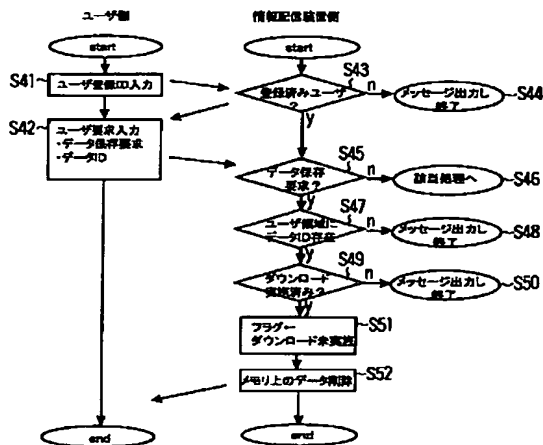 ユーザ側
情報配信装置側
start
start
S41
ユーザ登録ID入力
S43
登録済みユーザ
?
n
メッセージ出力し
終了
S44
y
S42
ユーザ要求入力
・データ保存要求
・データID
S45
データ保存
要求?
n
該当処理へ
S46
y
S47
ユーザ領域に
データID存在
n
メッセージ出力し
終了
S48
y
S49
ダウンロード
実施済み?
n
メッセージ出力し
終了
S50
y
S51
フラグー
ダウンロード未実施
S52
メモリ上のデータ削除
end
end